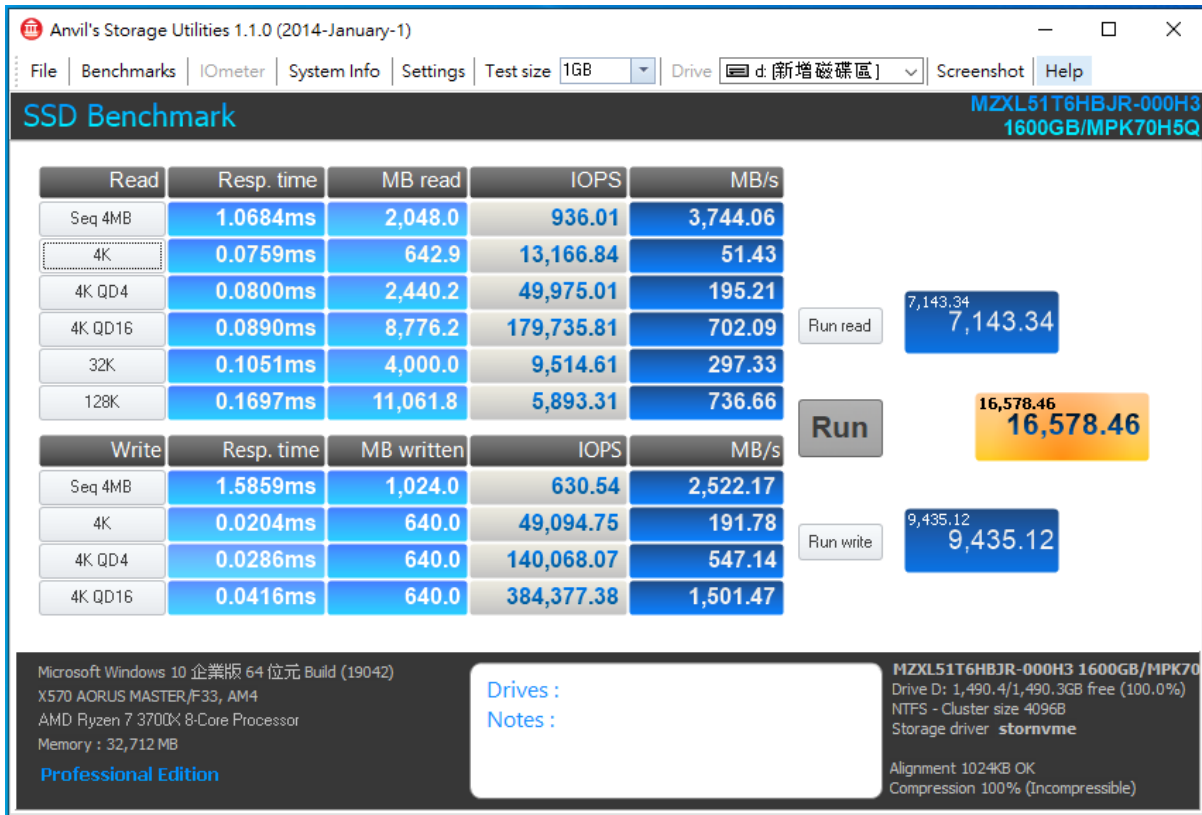 Anvil's Storage Utilities 1.1.0 (2014-January-1)
File Benchmarks IOmeter System Info Settings Test size 1GB Drive d: [新增磁碟區] Screenshot Help
SSD Benchmark
MZXL51T6HBJR-000H3
1600GB/MPK70H5Q
Read Resp. time MB read IOPS MB/s
Seq 4MB 1.0684ms 2,048.0 936.01 3,744.06
4K 0.0759ms 642.9 13,166.84 51.43
4K QD4 0.0800ms 2,440.2 49,975.01 195.21
4K QD16 0.0890ms 8,776.2 179,735.81 702.09
32K 0.1051ms 4,000.0 9,514.61 297.33
128K 0.1697ms 11,061.8 5,893.31 736.66
Run read
7,143.34
7,143.34
Run
16,578.46
16,578.46
Write Resp. time MB written IOPS MB/s
Seq 4MB 1.5859ms 1,024.0 630.54 2,522.17
4K 0.0204ms 640.0 49,094.75 191.78
4K QD4 0.0286ms 640.0 140,068.07 547.14
4K QD16 0.0416ms 640.0 384,377.38 1,501.47
Run write
9,435.12
9,435.12
Microsoft Windows 10 企業版 64 位元 Build (19042)
X570 AORUS MASTER/F33, AM4
AMD Ryzen 7 3700X 8-Core Processor
Memory : 32,712 MB
Professional Edition
Drives :
Notes :
MZXL51T6HBJR-000H3 1600GB/MPK70
Drive D: 1,490.4/1,490.3GB free (100.0%)
NTFS - Cluster size 4096B
Storage driver stornvme
Alignment 1024KB OK
Compression 100% (Incompressible)